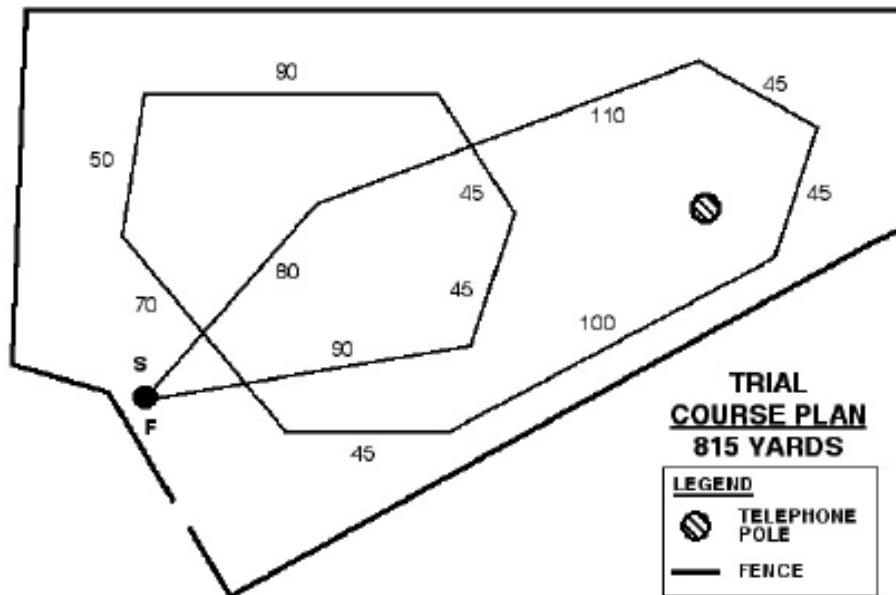 90
45
110
50
45
45
80
45
70
100
S
90
F
45
TRIAL
COURSE PLAN
815 YARDS
LEGEND
TELEPHONE
POLE
FENCE